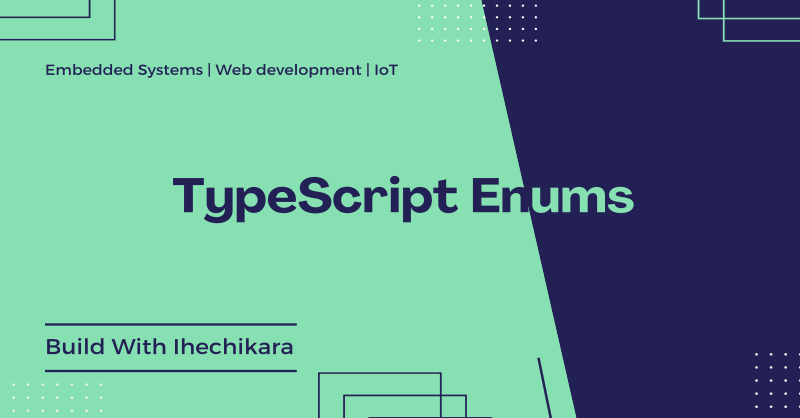 Embedded Systems | Web development | IoT
TypeScript Enums
Build With Ihechikara